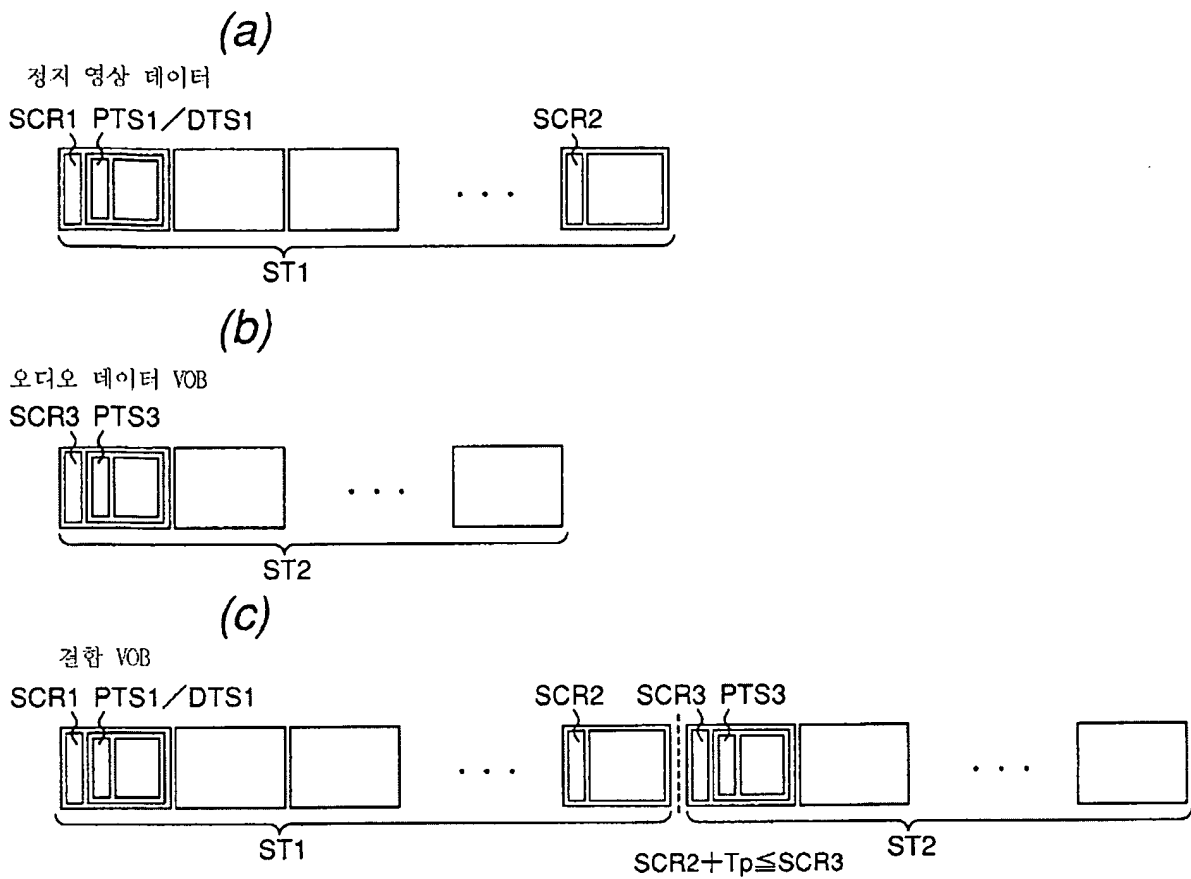 (a)
정지 영상 데이터
SCR1 PTS1／DTS1 SCR2
. . .
ST1
(b)
오디오 데이터 VOB
SCR3 PTS3
. . .
ST2
(c)
결합 VOB
SCR1 PTS1／DTS1 SCR2 SCR3 PTS3
. . . . . .
ST1 ST2
SCR2+Tp≦SCR3